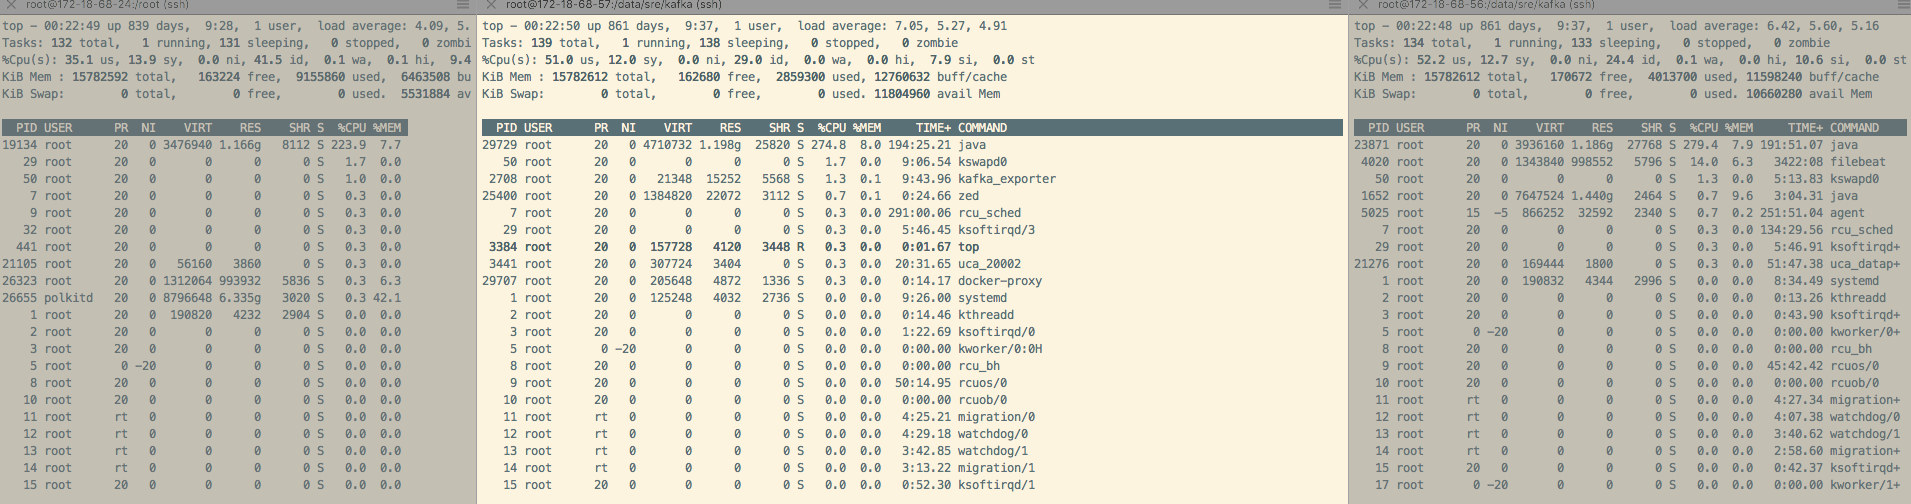 root@172-18-68-24:/root (ssh)
top - 00:22:49 up 839 days, 9:28, 1 user, load average: 4.09, 5.
Tasks: 132 total, 1 running, 131 sleeping, 0 stopped, 0 zombi
%Cpu(s): 35.1 us, 13.9 sy, 0.0 ni, 41.5 id, 0.1 wa, 0.1 hi, 9.4
KiB Mem : 15782592 total, 163224 free, 9155860 used, 6463508 bu
KiB Swap: 0 total, 0 free, 0 used. 5531884 av
PID USER PR NI VIRT RES SHR S %CPU %MEM
19134 root 20 0 3476940 1.166g 8112 S 223.9 7.7
29 root 20 0 0 0 0 S 1.7 0.0
50 root 20 0 0 0 0 S 1.0 0.0
7 root 20 0 0 0 0 S 0.3 0.0
9 root 20 0 0 0 0 S 0.3 0.0
32 root 20 0 0 0 0 S 0.3 0.0
441 root 20 0 0 0 0 S 0.3 0.0
21105 root 20 0 56160 3860 0 S 0.3 0.0
26323 root 20 0 1312064 993932 5836 S 0.3 6.3
26655 polkitd 20 0 8796648 6.335g 3020 S 0.3 42.1
1 root 20 0 190820 4232 2904 S 0.0 0.0
2 root 20 0 0 0 0 S 0.0 0.0
3 root 20 0 0 0 0 S 0.0 0.0
5 root 0 -20 0 0 0 S 0.0 0.0
8 root 20 0 0 0 0 S 0.0 0.0
10 root 20 0 0 0 0 S 0.0 0.0
11 root rt 0 0 0 0 S 0.0 0.0
12 root rt 0 0 0 0 S 0.0 0.0
13 root rt 0 0 0 0 S 0.0 0.0
14 root rt 0 0 0 0 S 0.0 0.0
15 root 20 0 0 0 0 S 0.0 0.0
root@172-18-68-57:/data/sre/kafka (ssh)
top - 00:22:50 up 861 days, 9:37, 1 user, load average: 7.05, 5.27, 4.91
Tasks: 139 total, 1 running, 138 sleeping, 0 stopped, 0 zombie
%Cpu(s): 51.0 us, 12.0 sy, 0.0 ni, 29.0 id, 0.0 wa, 0.0 hi, 7.9 si, 0.0 st
KiB Mem : 15782612 total, 162680 free, 2859300 used, 12760632 buff/cache
KiB Swap: 0 total, 0 free, 0 used. 11804960 avail Mem
PID USER PR NI VIRT RES SHR S %CPU %MEM TIME+ COMMAND
29729 root 20 0 4710732 1.198g 25820 S 274.8 8.0 194:25.21 java
50 root 20 0 0 0 0 S 1.7 0.0 9:06.54 kswapd0
2708 root 20 0 21348 15252 5568 S 1.3 0.1 9:43.96 kafka_exporter
25400 root 20 0 1384820 22072 3112 S 0.7 0.1 0:24.66 zed
7 root 20 0 0 0 0 S 0.3 0.0 291:00.06 rcu_sched
29 root 20 0 0 0 0 S 0.3 0.0 5:46.45 ksoftirqd/3
3384 root 20 0 157728 4120 3448 R 0.3 0.0 0:01.67 top
3441 root 20 0 307724 3404 0 S 0.3 0.0 20:31.65 uca_20002
29707 root 20 0 205648 4872 1336 S 0.3 0.0 0:14.17 docker-proxy
1 root 20 0 125248 4032 2736 S 0.0 0.0 9:26.00 systemd
2 root 20 0 0 0 0 S 0.0 0.0 0:14.46 kthreadd
3 root 20 0 0 0 0 S 0.0 0.0 1:22.69 ksoftirqd/0
5 root 0 -20 0 0 0 S 0.0 0.0 0:00.00 kworker/0:0H
8 root 20 0 0 0 0 S 0.0 0.0 0:00.00 rcu_bh
9 root 20 0 0 0 0 S 0.0 0.0 50:14.95 rcuos/0
10 root 20 0 0 0 0 S 0.0 0.0 0:00.00 rcuob/0
11 root rt 0 0 0 0 S 0.0 0.0 4:25.21 migration/0
12 root rt 0 0 0 0 S 0.0 0.0 4:29.18 watchdog/0
13 root rt 0 0 0 0 S 0.0 0.0 3:42.85 watchdog/1
14 root rt 0 0 0 0 S 0.0 0.0 3:13.22 migration/1
15 root 20 0 0 0 0 S 0.0 0.0 0:52.30 ksoftirqd/1
root@172-18-68-56:/data/sre/kafka (ssh)
top - 00:22:48 up 861 days, 9:37, 1 user, load average: 6.42, 5.60, 5.16
Tasks: 134 total, 1 running, 133 sleeping, 0 stopped, 0 zombie
%Cpu(s): 52.2 us, 12.7 sy, 0.0 ni, 24.4 id, 0.1 wa, 0.0 hi, 10.6 si, 0.0 st
KiB Mem : 15782612 total, 170672 free, 4013700 used, 11598240 buff/cache
KiB Swap: 0 total, 0 free, 0 used. 10660280 avail Mem
PID USER PR NI VIRT RES SHR S %CPU %MEM TIME+ COMMAND
23871 root 20 0 3936160 1.186g 27768 S 279.4 7.9 191:51.07 java
4020 root 20 0 1343840 998552 5796 S 14.0 6.3 3422:08 filebeat
50 root 20 0 0 0 0 S 1.3 0.0 5:13.83 kswapd0
1652 root 20 0 7647524 1.440g 2464 S 0.7 9.6 3:04.31 java
5025 root 15 -5 866252 32592 2340 S 0.7 0.2 251:51.04 agent
7 root 20 0 0 0 0 S 0.3 0.0 134:29.56 rcu_sched
29 root 20 0 0 0 0 S 0.3 0.0 5:46.91 ksoftirqd+
21276 root 20 0 169444 1800 0 S 0.3 0.0 51:47.38 uca_datap+
1 root 20 0 190832 4344 2996 S 0.0 0.0 8:34.49 systemd
2 root 20 0 0 0 0 S 0.0 0.0 0:13.26 kthreadd
3 root 20 0 0 0 0 S 0.0 0.0 0:43.90 ksoftirqd+
5 root 0 -20 0 0 0 S 0.0 0.0 0:00.00 kworker/0+
8 root 20 0 0 0 0 S 0.0 0.0 0:00.00 rcu_bh
9 root 20 0 0 0 0 S 0.0 0.0 45:42.42 rcuos/0
10 root 20 0 0 0 0 S 0.0 0.0 0:00.00 rcuob/0
11 root rt 0 0 0 0 S 0.0 0.0 4:27.34 migration+
12 root rt 0 0 0 0 S 0.0 0.0 4:07.38 watchdog/0
13 root rt 0 0 0 0 S 0.0 0.0 3:40.62 watchdog/1
14 root rt 0 0 0 0 S 0.0 0.0 2:58.60 migration+
15 root 20 0 0 0 0 S 0.0 0.0 0:42.37 ksoftirqd+
17 root 0 -20 0 0 0 S 0.0 0.0 0:00.00 kworker/1+